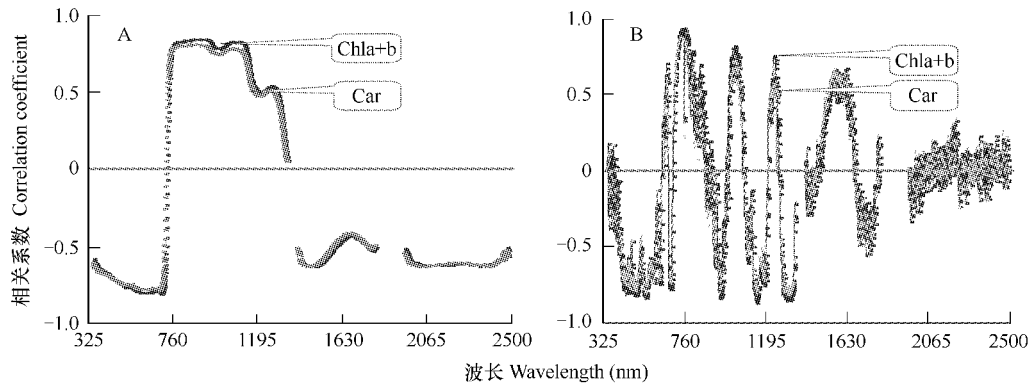 A
1.0
0.5
0
−0.5
−1.0
Chla+b
Car
325 760 1195 1630 2065 2500
B
1.0
0.5
0
−0.5
−1.0
Chla+b
Car
325 760 1195 1630 2065 2500
相关系数 Correlation coefficient
波长 Wavelength (nm)